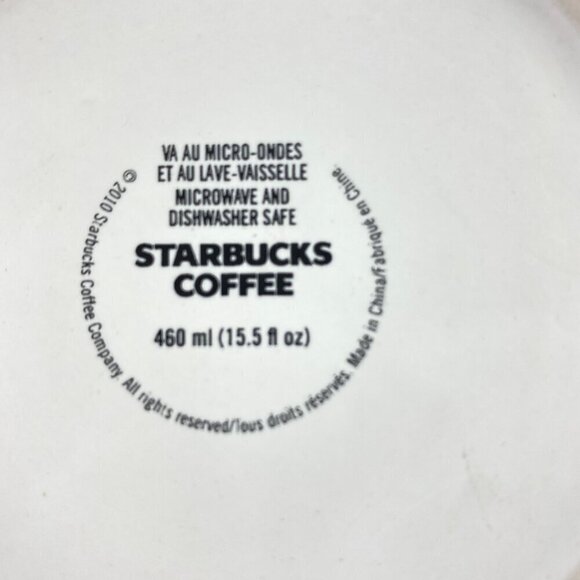 VA AU MICRO-ONDES
ET AU LAVE-VAISSELLE
MICROWAVE AND
DISHWASHER SAFE
STARBUCKS
COFFEE
460 ml (15.5 fl oz)
© 2010 Starbucks Coffee Company. All rights reserved/Tous droits réservés. Made in China/Fabriqué en Chine.